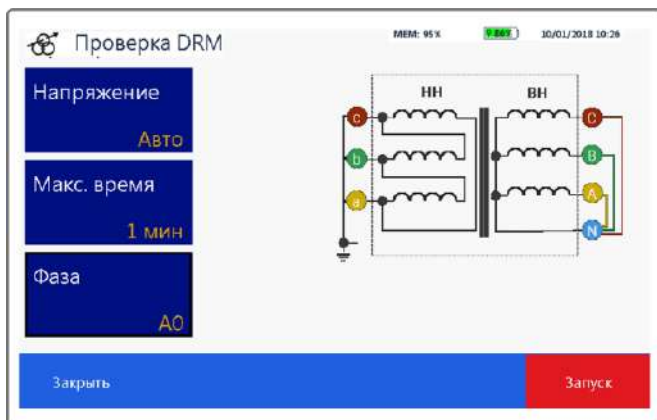 Проверка DRM
МЕМ: 95% 10/01/2018 10:26
Напряжение
Авто
Макс. время
1 мин
Фаза
A0
НН ВН
c C
b B
a A
N
Закрыть Запуск